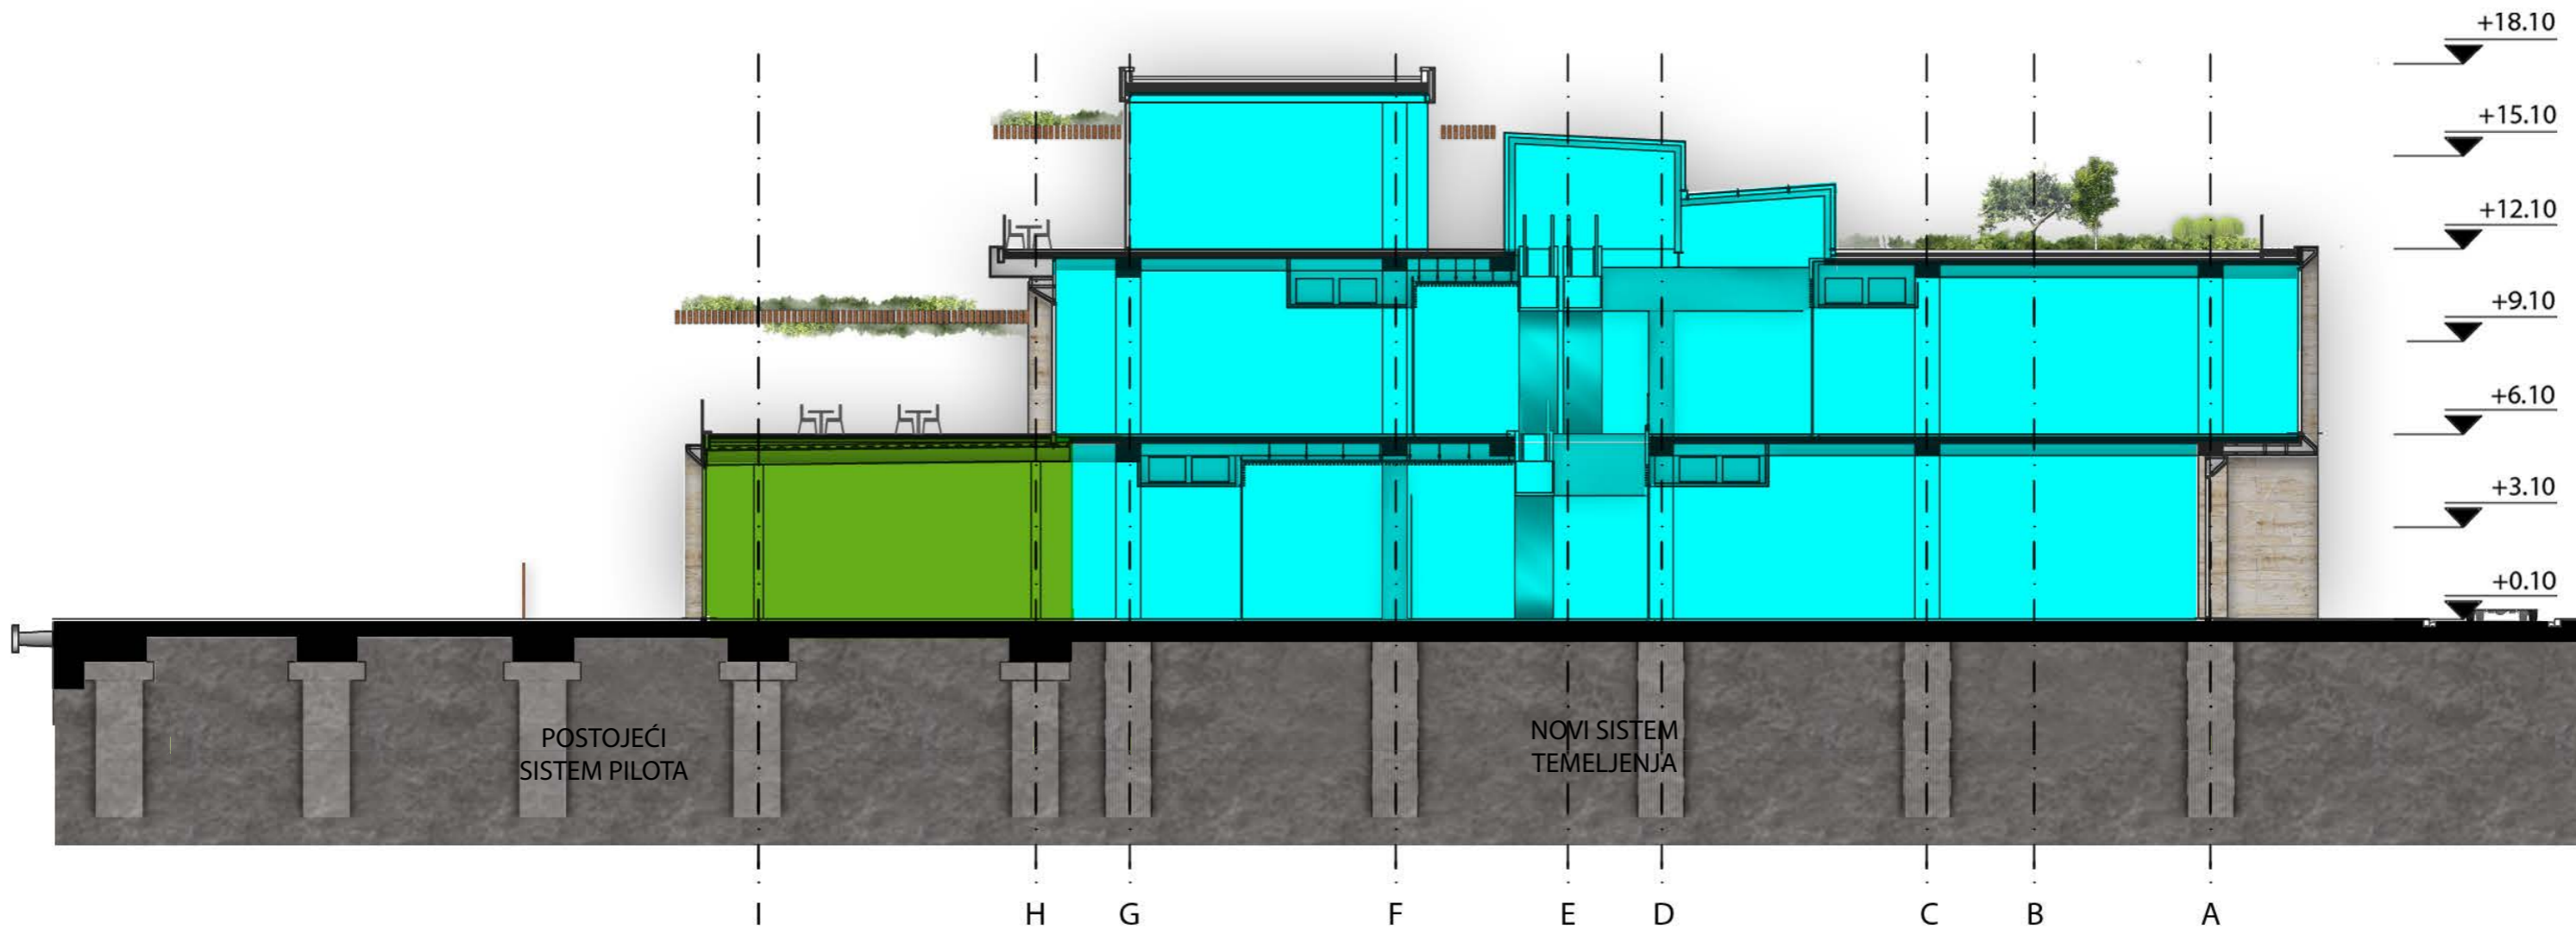 +18.10
+15.10
+12.10
+9.10
+6.10
+3.10
+0.10
POSTOJEĆI
SISTEM PILOTA
NOVI SISTEM
TEMELJENJA
I H G F E D C B A